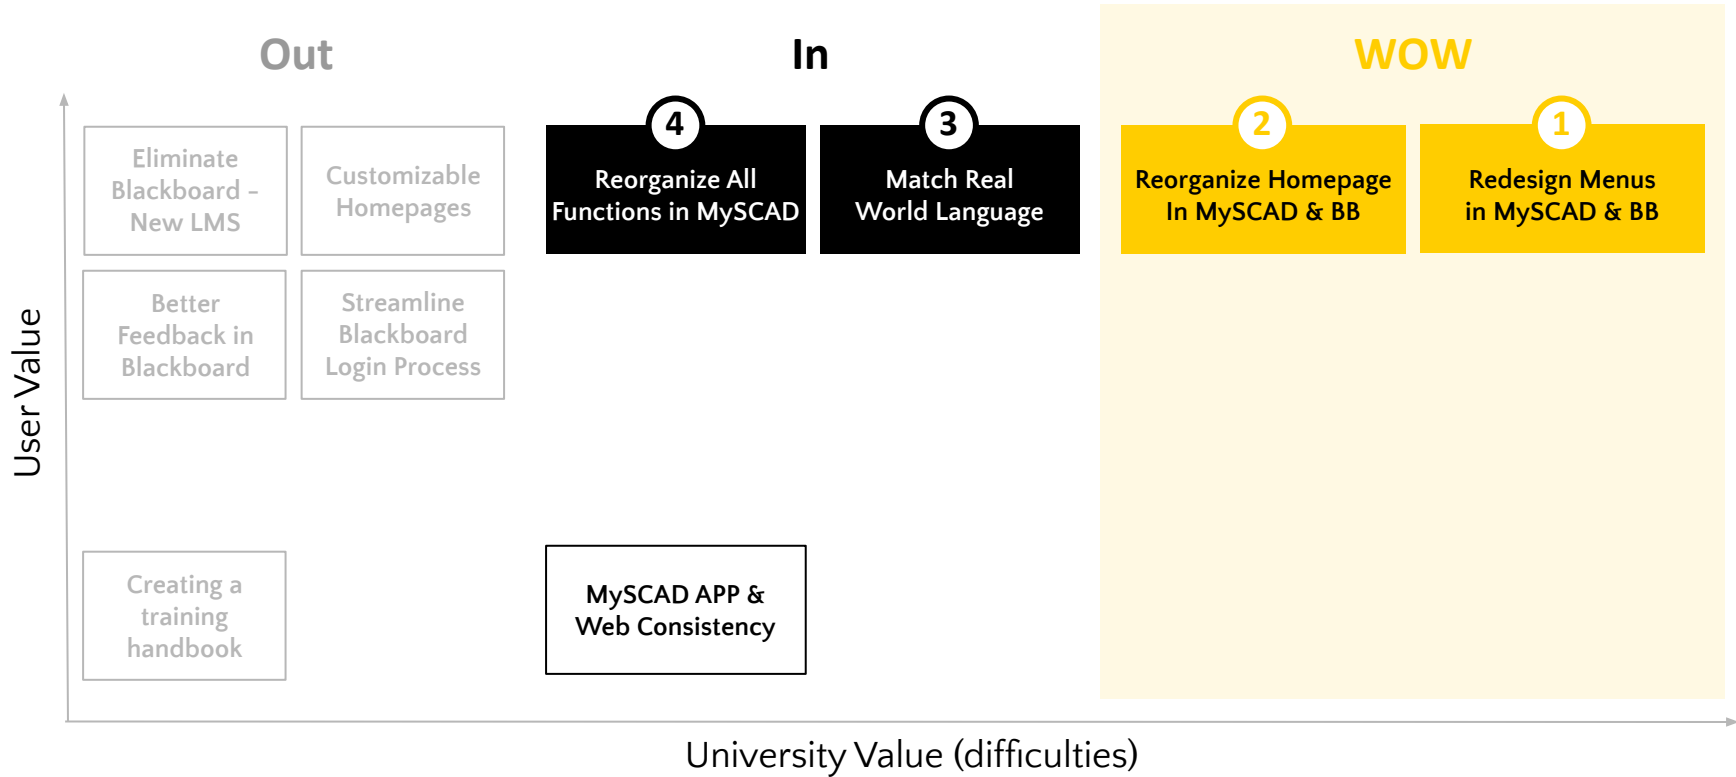 Out
In
WOW
Eliminate
Blackboard -
New LMS
Customizable
Homepages
4
Reorganize All
Functions in MySCAD
3
Match Real
World Language
2
Reorganize Homepage
In MySCAD & BB
1
Redesign Menus
in MySCAD & BB
Better
Feedback in
Blackboard
Streamline
Blackboard
Login Process
User Value
Creating a
training
handbook
MySCAD APP &
Web Consistency
University Value (difficulties)